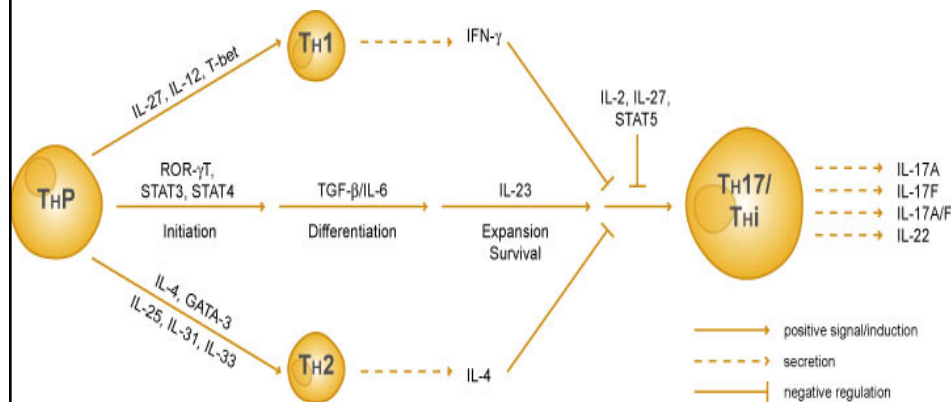 TH1
IFN-γ
IL-27, IL-12, T-bet
IL-2, IL-27,
STAT5
THP
ROR-γT,
STAT3, STAT4
Initiation
TGF-β/IL-6
Differentiation
IL-23
Expansion
Survival
TH17/
THi
IL-17A
IL-17F
IL-17A/F
IL-22
IL-4, GATA-3
IL-25, IL-31, IL-33
TH2
IL-4
positive signal/induction
secretion
negative regulation